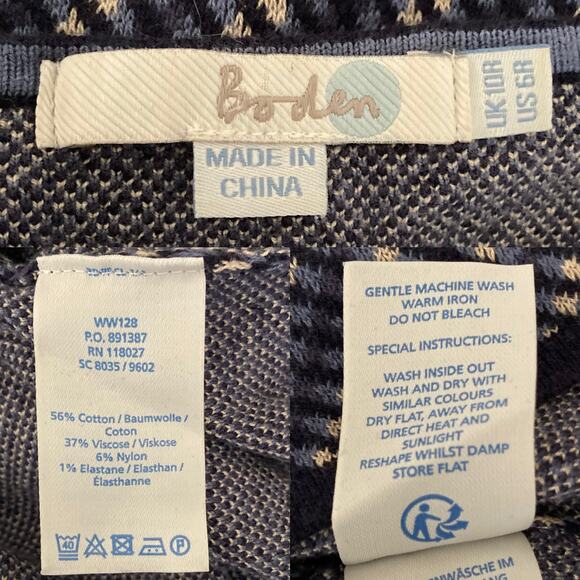 Boden
UK 10R
US 6R
MADE IN
CHINA
WW128
P.O. 891387
RN 118027
SC 8035 / 9602
56% Cotton / Baumwolle /
Coton
37% Viscose / Viskose
6% Nylon
1% Elastane / Elasthan /
Élasthanne
40
P
GENTLE MACHINE WASH
WARM IRON
DO NOT BLEACH
SPECIAL INSTRUCTIONS:
WASH INSIDE OUT
WASH AND DRY WITH
SIMILAR COLOURS
DRY FLAT, AWAY FROM
DIRECT HEAT AND
SUNLIGHT
RESHAPE WHILST DAMP
STORE FLAT